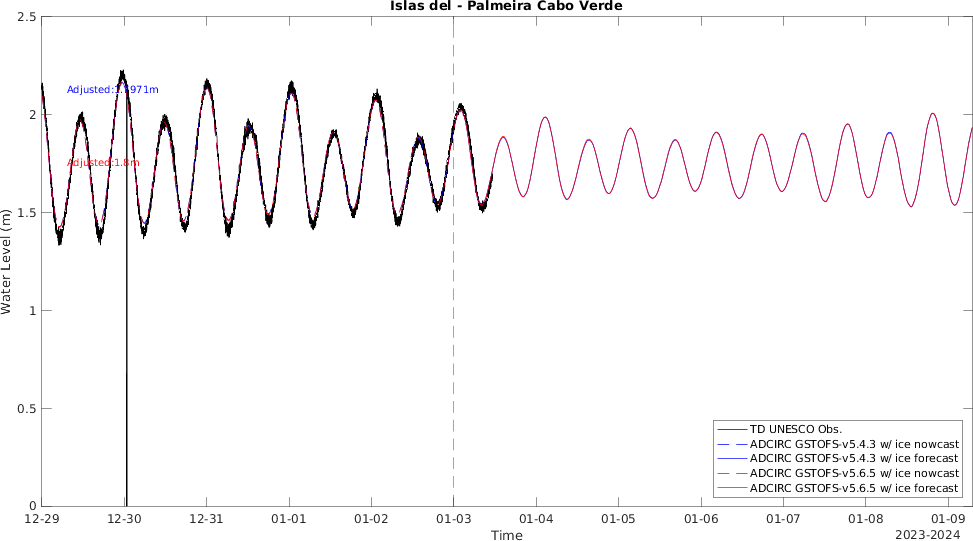 Islas del - Palmeira Cabo Verde
2.5
2
1.5
1
0.5
0
Water Level (m)
Adjusted:1.8m
12-29 12-30 12-31 01-01 01-02 01-03 01-04 01-05 01-06 01-07 01-08 01-09
Time
2023-2024
TD UNESCO Obs.
ADCIRC GSTOFS-v5.4.3 w/ ice nowcast
ADCIRC GSTOFS-v5.4.3 w/ ice forecast
ADCIRC GSTOFS-v5.6.5 w/ ice nowcast
ADCIRC GSTOFS-v5.6.5 w/ ice forecast